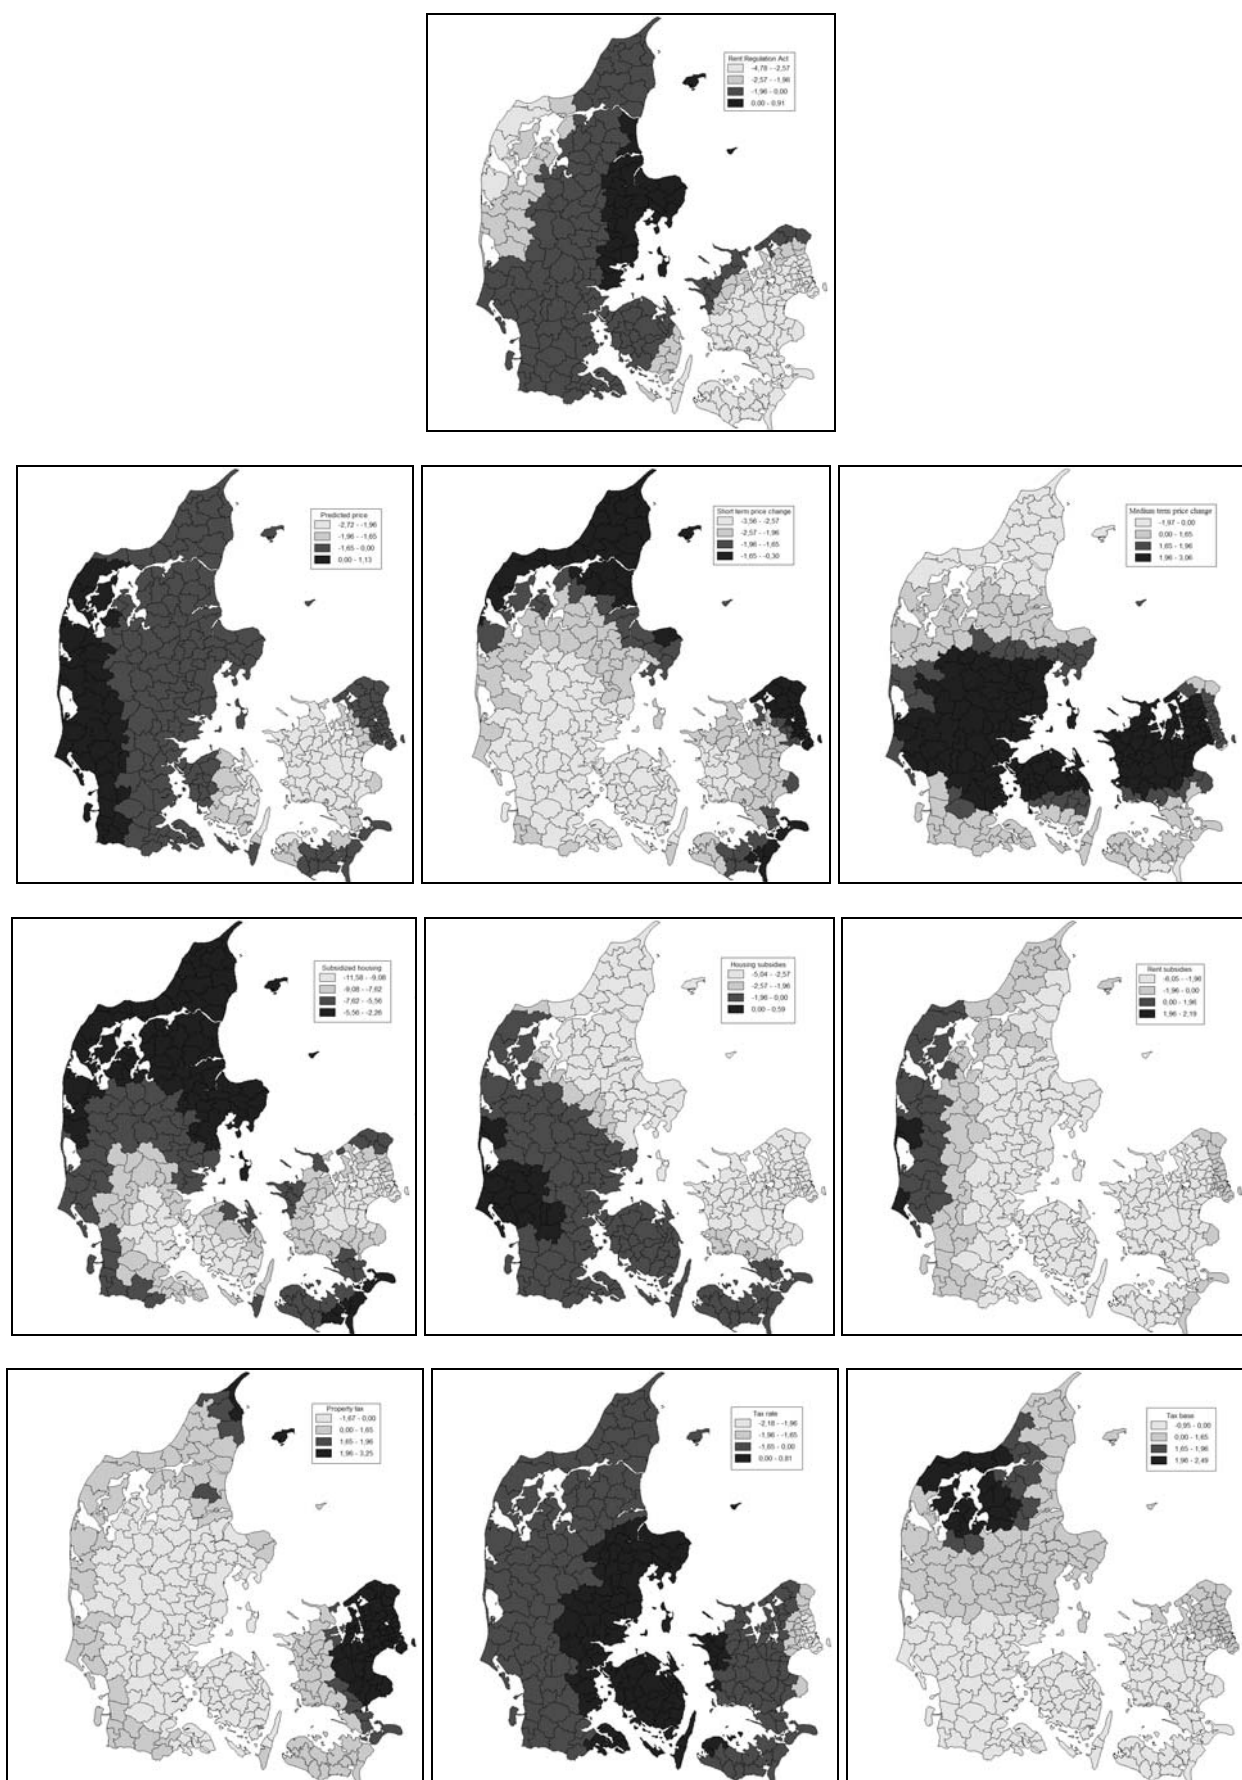 Rent Regulation Act
-4,78 - -2,57
-2,57 - -1,96
-1,96 - 0,00
0,00 - 0,91
Predicted price
-2,72 - -1,96
-1,96 - -1,65
-1,65 - 0,00
0,00 - 1,13
Short term price change
-3,56 - -2,57
-2,57 - -1,96
-1,96 - -1,65
-1,65 - -0,30
Medium term price change
-1,97 - 0,00
0,00 - 1,65
1,65 - 1,96
1,96 - 3,06
Subsidized housing
-11,58 - -9,08
-9,08 - -7,62
-7,62 - -5,56
-5,56 - -2,26
Housing subsidies
-5,04 - -2,57
-2,57 - -1,96
-1,96 - 0,00
0,00 - 0,59
Rent subsidies
-6,05 - -1,96
-1,96 - 0,00
0,00 - 1,96
1,96 - 2,19
Property tax
-1,67 - 0,00
0,00 - 1,65
1,65 - 1,96
1,96 - 3,25
Tax rate
-2,18 - -1,96
-1,96 - -1,65
-1,65 - 0,00
0,00 - 0,81
Tax base
-0,95 - 0,00
0,00 - 1,65
1,65 - 1,96
1,96 - 2,49